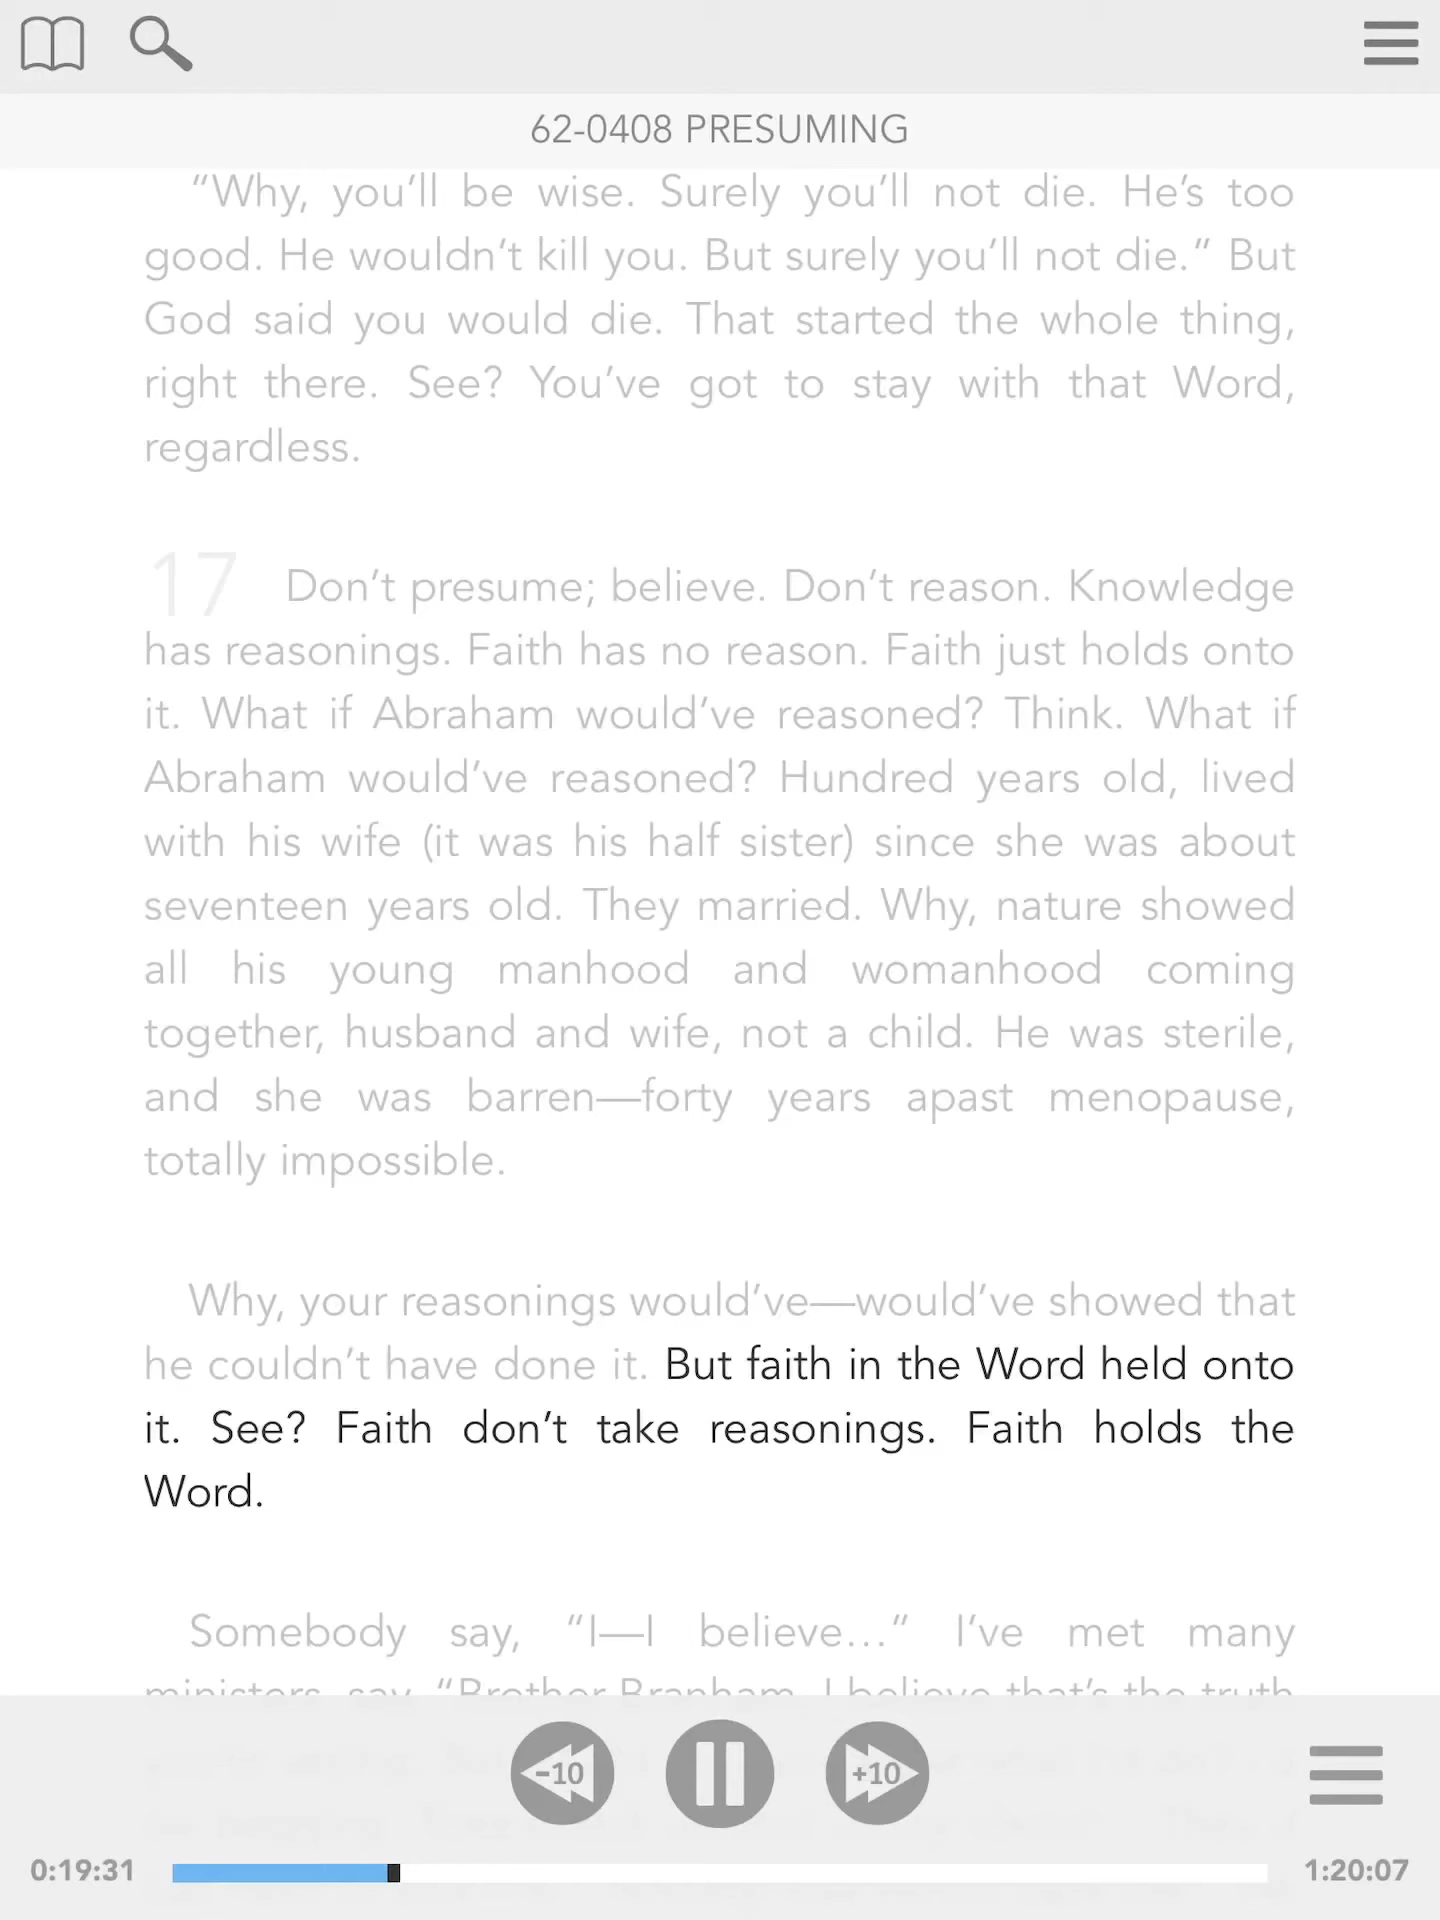 62-0408 PRESUMING
“Why, you’ll be wise. Surely you’ll not die. He’s too
good. He wouldn’t kill you. But surely you’ll not die.” But
God said you would die. That started the whole thing,
right there. See? You’ve got to stay with that Word,
regardless.
17 Don’t presume; believe. Don’t reason. Knowledge
has reasonings. Faith has no reason. Faith just holds onto
it. What if Abraham would’ve reasoned? Think. What if
Abraham would’ve reasoned? Hundred years old, lived
with his wife (it was his half sister) since she was about
seventeen years old. They married. Why, nature showed
all his young manhood and womanhood coming
together, husband and wife, not a child. He was sterile,
and she was barren—forty years apast menopause,
totally impossible.
Why, your reasonings would’ve—would’ve showed that
he couldn’t have done it. But faith in the Word held onto
it. See? Faith don’t take reasonings. Faith holds the
Word.
Somebody say, “I—I believe…” I’ve met many
ministers, say, “Brother Branham, I believe that’s the truth
-10
+10
0:19:31
1:20:07